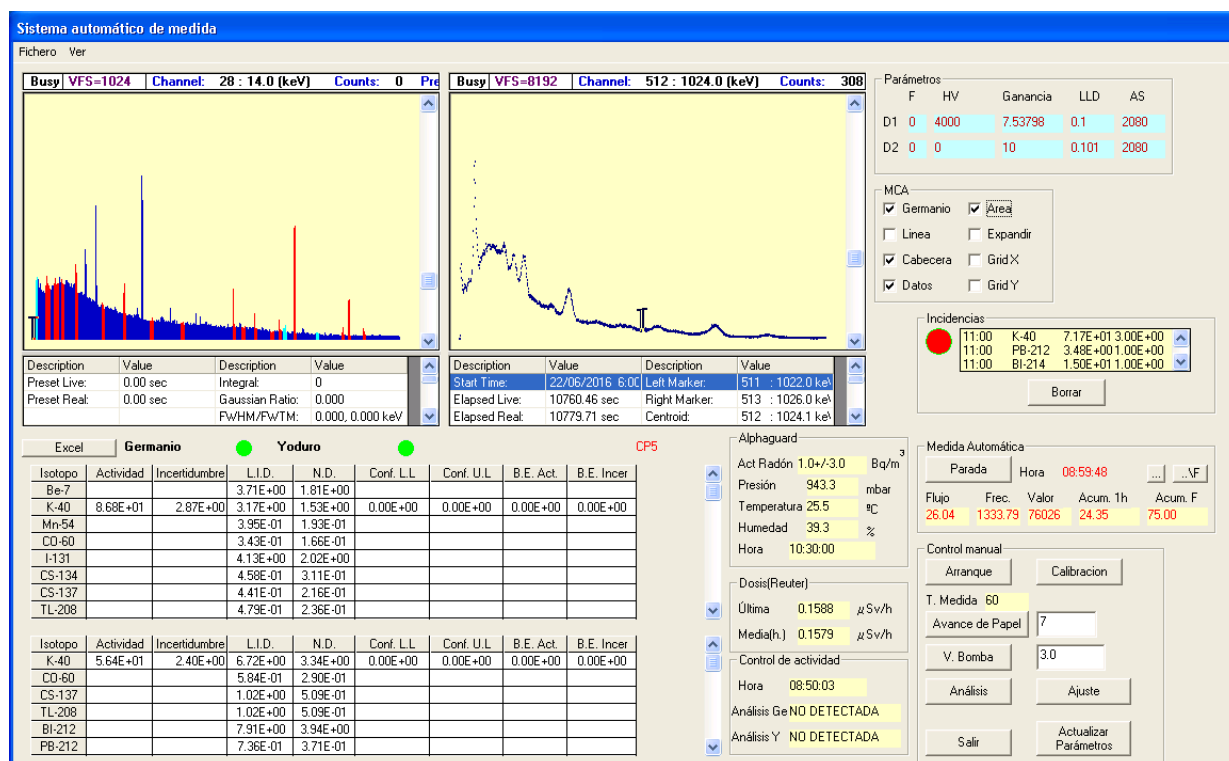 Sistema automático de medida
Fichero Ver
Busy VFS=1024 Channel: 28 : 14.0 (keV) Counts: 0 Pre
Busy VFS=8192 Channel: 512 : 1024.0 (keV) Counts: 308
Description Value Description Value
Preset Live: 0.00 sec Integral: 0
Preset Real: 0.00 sec Gaussian Ratio: 0.000
FWHM/FWTM: 0.000, 0.000 keV
Description Value Description Value
Start Time: 22/06/2016 6:00 Left Marker: 511 : 1022.0 keV
Elapsed Live: 10760.46 sec Right Marker: 513 : 1026.0 keV
Elapsed Real: 10779.71 sec Centroid: 512 : 1024.1 keV
Parámetros
F HV Ganancia LLD AS
D1 0 4000 7.53798 0.1 2080
D2 0 0 10 0.101 2080
MCA
Germanio Area
Linea Expandir
Cabecera Grid X
Datos Grid Y
Incidencias
11:00 K-40 7.17E+01 3.00E+00
11:00 PB-212 3.48E+00 1.00E+00
11:00 BI-214 1.50E+01 1.00E+00
Borrar
Excel Germanio Yoduro CP5
Isotopo Actividad Incertidumbre L.I.D. N.D. Conf. L.L Conf. U.L B.E. Act. B.E. Incer
Be-7 3.71E+00 1.81E+00
K-40 8.68E+01 2.87E+00 3.17E+00 1.53E+00 0.00E+00 0.00E+00 0.00E+00 0.00E+00
Mn-54 3.95E-01 1.93E-01
CO-60 3.43E-01 1.66E-01
I-131 4.13E+00 2.02E+00
CS-134 4.58E-01 3.11E-01
CS-137 4.41E-01 2.16E-01
TL-208 4.79E-01 2.36E-01
Isotopo Actividad Incertidumbre L.I.D. N.D. Conf. L.L Conf. U.L B.E. Act. B.E. Incer
K-40 5.64E+01 2.40E+00 6.72E+00 3.34E+00 0.00E+00 0.00E+00 0.00E+00 0.00E+00
CO-60 5.84E-01 2.90E-01
CS-137 1.02E+00 5.09E-01
TL-208 1.02E+00 5.09E-01
BI-212 7.91E+00 3.94E+00
PB-212 7.36E-01 3.71E-01
Alphaguard
Act Radón 1.0+/-3.0 Bq/m3
Presión 943.3 mbar
Temperatura 25.5 ºC
Humedad 39.3 %
Hora 10:30:00
Dosis(Reuter)
Última 0.1588 µSv/h
Media(h.) 0.1579 µSv/h
Control de actividad
Hora 08:50:03
Análisis Ge NO DETECTADA
Análisis Y NO DETECTADA
Medida Automática
Parada Hora 08:59:48 ... ..\F
Flujo Frec. Valor Acum. 1h Acum. F
26.04 1333.79 76026 24.35 75.00
Control manual
Arranque Calibracion
T. Medida 60
Avance de Papel 7
V. Bomba 3.0
Análisis Ajuste
Salir Actualizar Parámetros